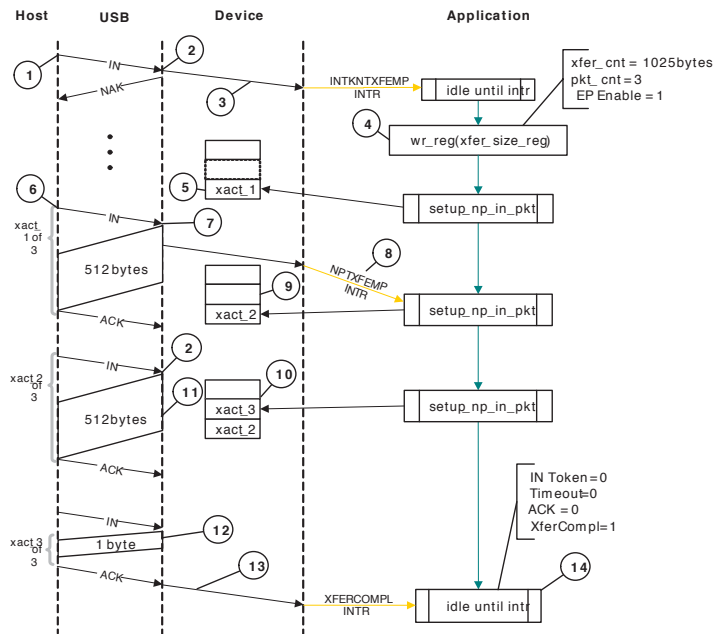 Host USB Device Application
1
IN
2
NAK
3
INTKNTXFEMP
INTR
idle until intr
xfer_cnt = 1025bytes
pkt_cnt = 3
EP Enable = 1
4
wr_reg(xfer_size_reg)
5
xact_1
setup_np_in_pkt
6
IN
7
xact_
1 of
3
512 bytes
8
NPTXFEMP
INTR
9
xact_2
setup_np_in_pkt
ACK
IN
2
xact_2
of
3
512bytes
11
10
xact_3
xact_2
setup_np_in_pkt
ACK
IN Token = 0
Timeout=0
ACK = 0
XferCompl=1
IN
12
xact_3
of
3
1 byte
ACK
13
XFERCOMPL
INTR
idle until intr
14